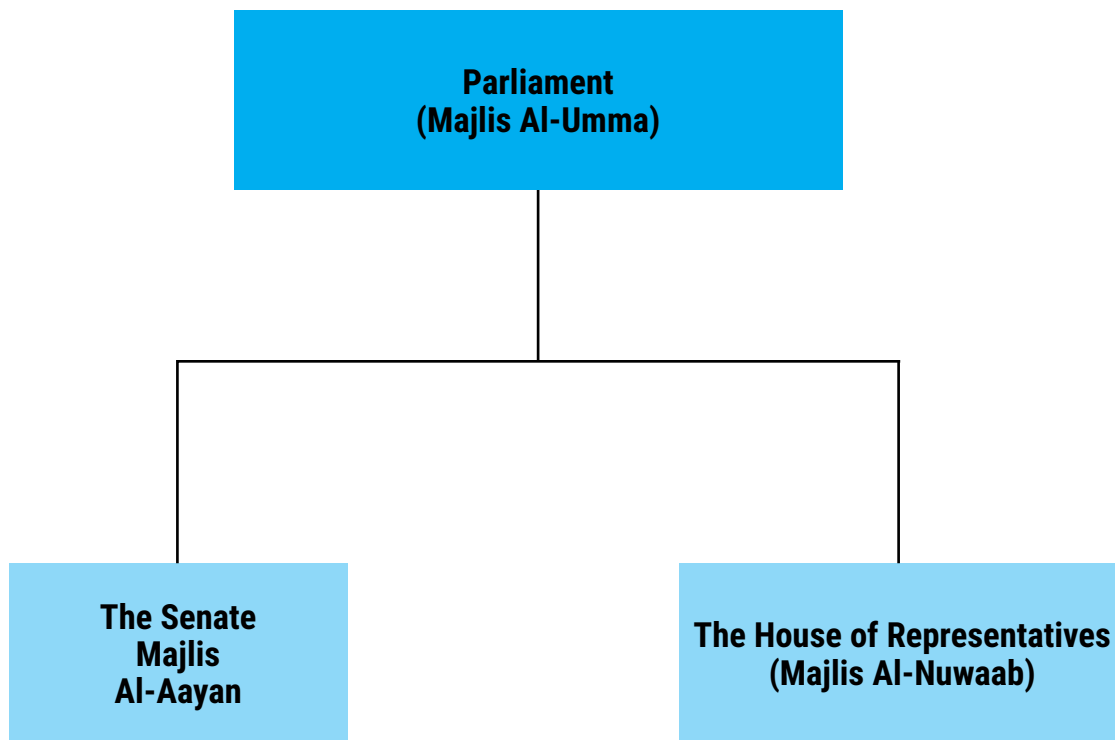 Parliament
(Majlis Al-Umma)
The Senate
Majlis
Al-Aayan
The House of Representatives
(Majlis Al-Nuwaab)